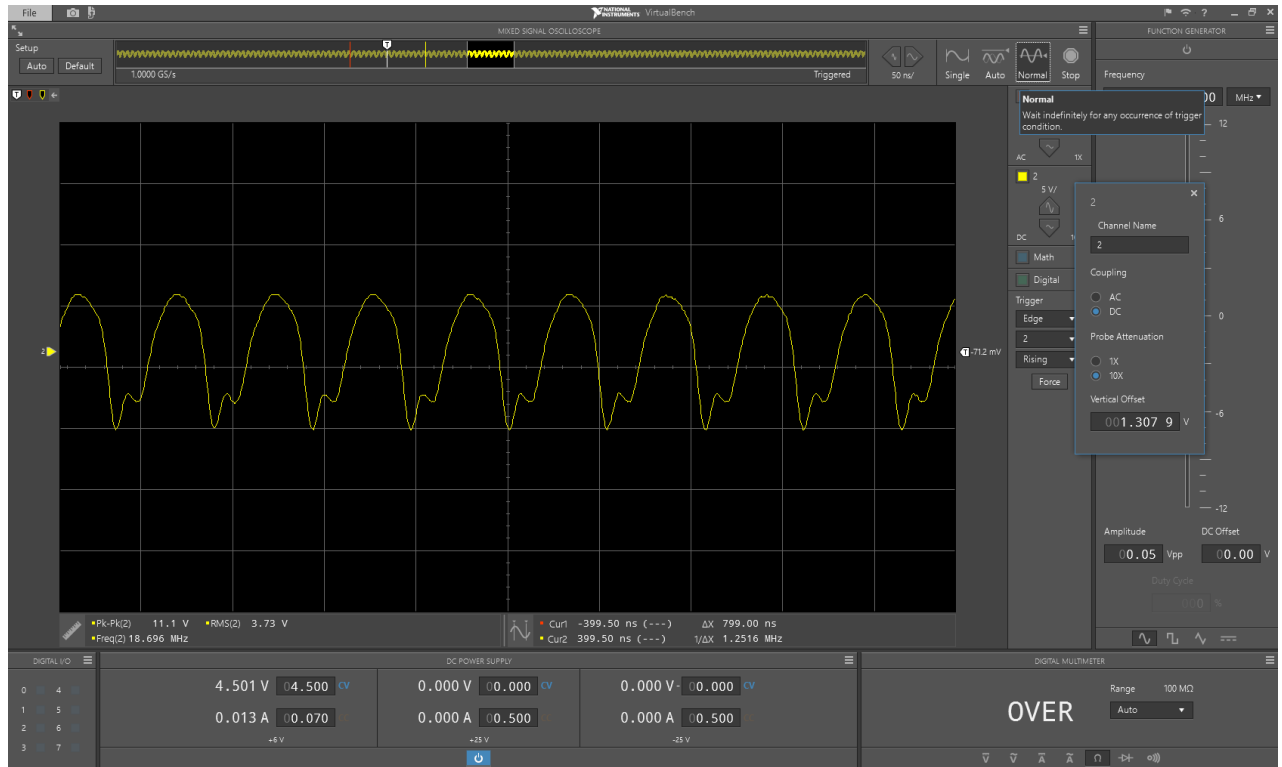 File
NATIONAL INSTRUMENTS VirtualBench
?
MIXED SIGNAL OSCILLOSCOPE
FUNCTION GENERATOR
Setup
Auto Default
T
1.0000 GS/s
Triggered
50 ns/
Single Auto Normal Stop
Frequency
00 MHz
T
Normal
Wait indefinitely for any occurrence of trigger
condition.
AC 1X
2
5 V/
DC
Math
Digital
Trigger
Edge
2
Rising
Force
2
T -71.2 mV
2
Channel Name
2
Coupling
AC
DC
Probe Attenuation
1X
10X
Vertical Offset
001.307 9 V
12
6
0
-6
-12
Amplitude DC Offset
00.05 Vpp 00.00 V
Duty Cycle
000 %
Pk-Pk(2) 11.1 V RMS(2) 3.73 V
Freq(2) 18.696 MHz
Cur1 -399.50 ns (---) ΔX 799.00 ns
Cur2 399.50 ns (---) 1/ΔX 1.2516 MHz
DIGITAL I/O
0 4
1 5
2 6
3 7
DC POWER SUPPLY
4.501 V 04.500 CV
0.013 A 00.070
+6 V
0.000 V 00.000 CV
0.000 A 00.500
+25 V
0.000 V - 00.000 CV
0.000 A 00.500
-25 V
DIGITAL MULTIMETER
OVER
Range 100 MΩ
Auto
V V A A Ω